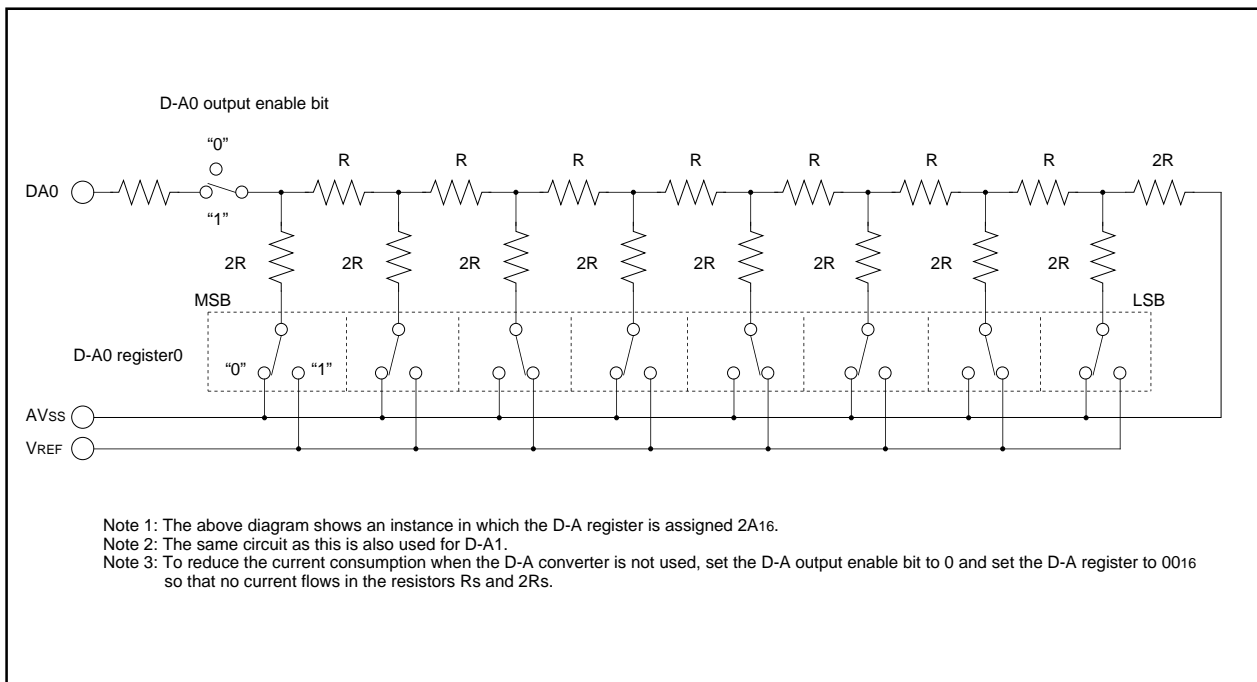 D-A0 output enable bit
“0”
R R R R R R R 2R
DA0
“1”
2R 2R 2R 2R 2R 2R 2R 2R
MSB LSB
D-A0 register0
“0” “1”
AVSS
VREF
Note 1: The above diagram shows an instance in which the D-A register is assigned 2A16.
Note 2: The same circuit as this is also used for D-A1.
Note 3: To reduce the current consumption when the D-A converter is not used, set the D-A output enable bit to 0 and set the D-A register to 0016
so that no current flows in the resistors Rs and 2Rs.